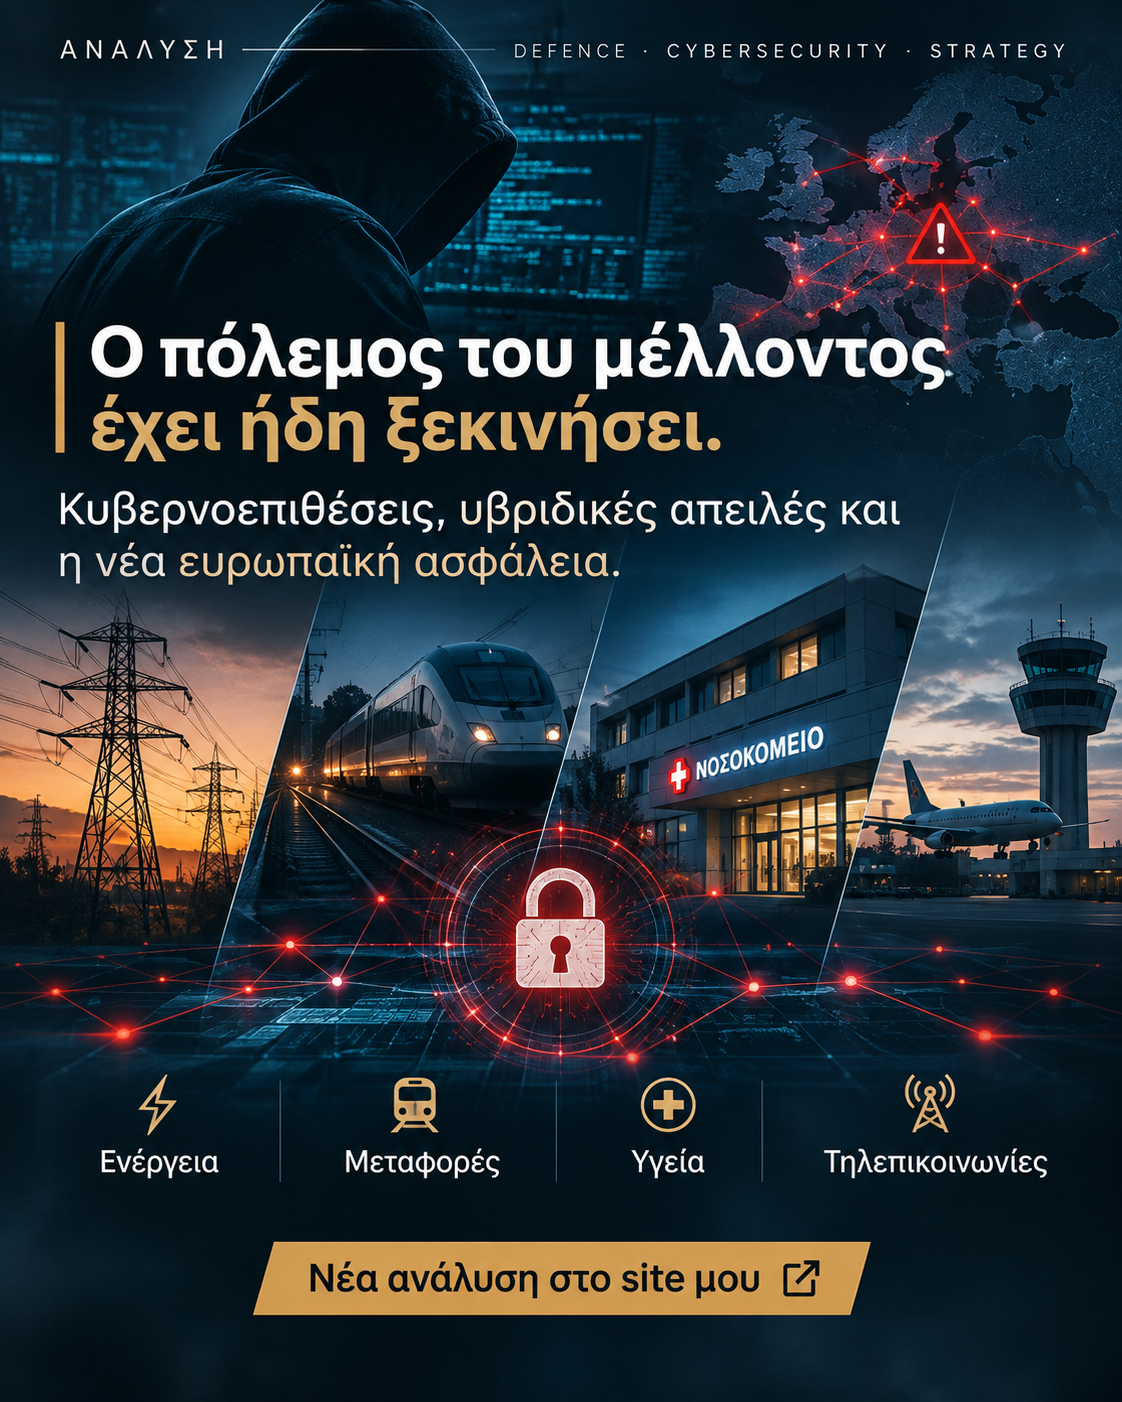 ΑΝΑΛΥΣΗ
DEFENCE · CYBERSECURITY · STRATEGY
Ο πόλεμος του μέλλοντος
έχει ήδη ξεκινήσει.
Κυβερνοεπιθέσεις, υβριδικές απειλές και
η νέα ευρωπαϊκή ασφάλεια.
ΝΟΣΟΚΟΜΕΙΟ
Ενέργεια
Μεταφορές
Υγεία
Τηλεπικοινωνίες
Νέα ανάλυση στο site μου